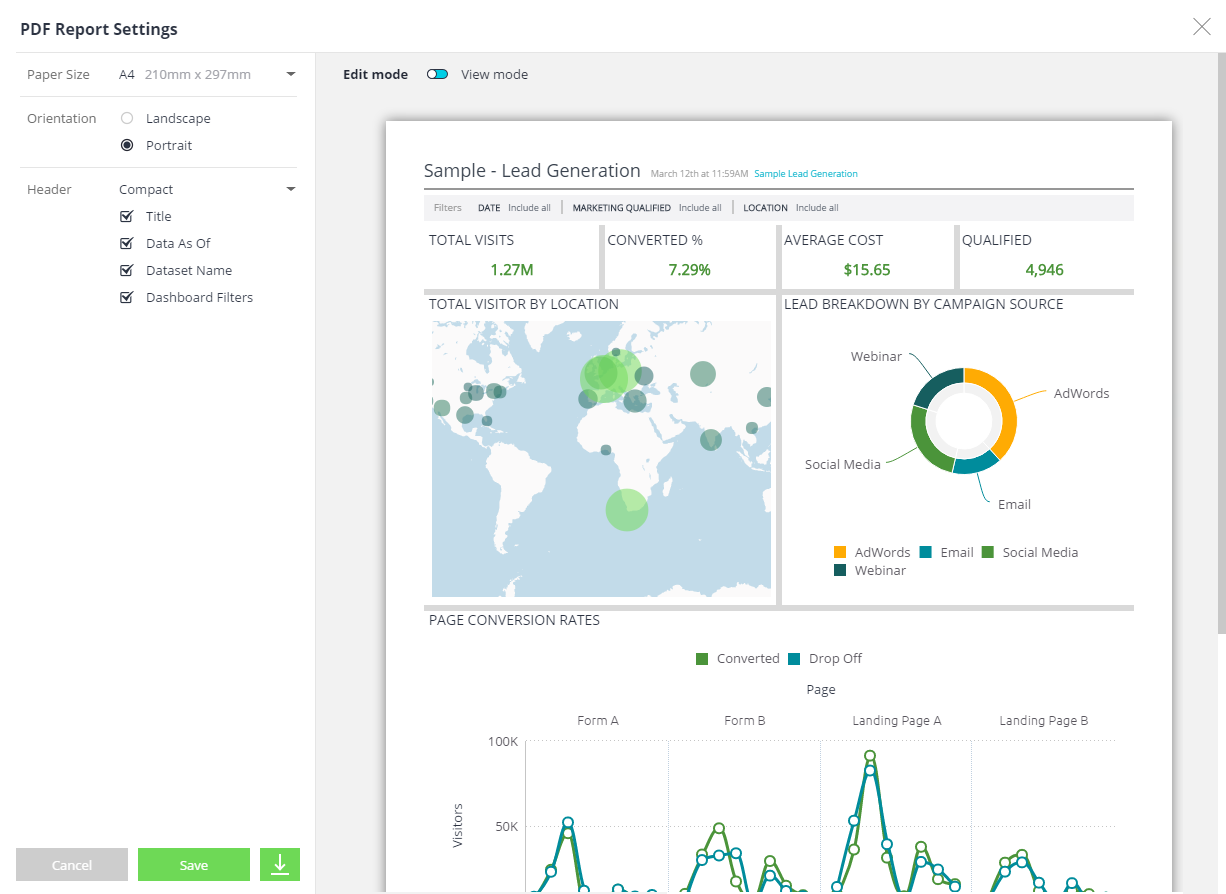 PDF Report Settings
Paper Size A4 210mm x 297mm
Orientation Landscape
Portrait
Header Compact
Title
Data As Of
Dataset Name
Dashboard Filters
Cancel Save
Edit mode View mode
Sample - Lead Generation March 12th at 11:59AM Sample Lead Generation
Filters DATE Include all MARKETING QUALIFIED Include all LOCATION Include all
TOTAL VISITS CONVERTED % AVERAGE COST QUALIFIED
1.27M 7.29% $15.65 4,946
TOTAL VISITOR BY LOCATION LEAD BREAKDOWN BY CAMPAIGN SOURCE
Webinar
AdWords
Social Media
Email
AdWords Email Social Media
Webinar
PAGE CONVERSION RATES
Converted Drop Off
Page
Form A Form B Landing Page A Landing Page B
100K
50K
Visitors